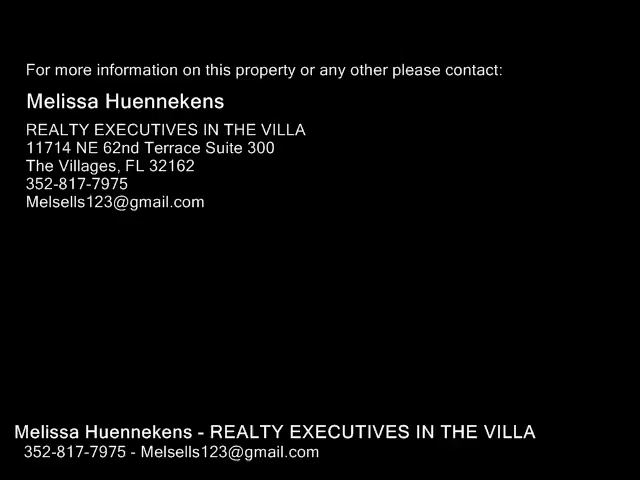 For more information on this property or any other please contact:
Melissa Huennekens
REALTY EXECUTIVES IN THE VILLA
11714 NE 62nd Terrace Suite 300
The Villages, FL 32162
352-817-7975
Melsells123@gmail.com
Melissa Huennekens - REALTY EXECUTIVES IN THE VILLA
352-817-7975 - Melsells123@gmail.com